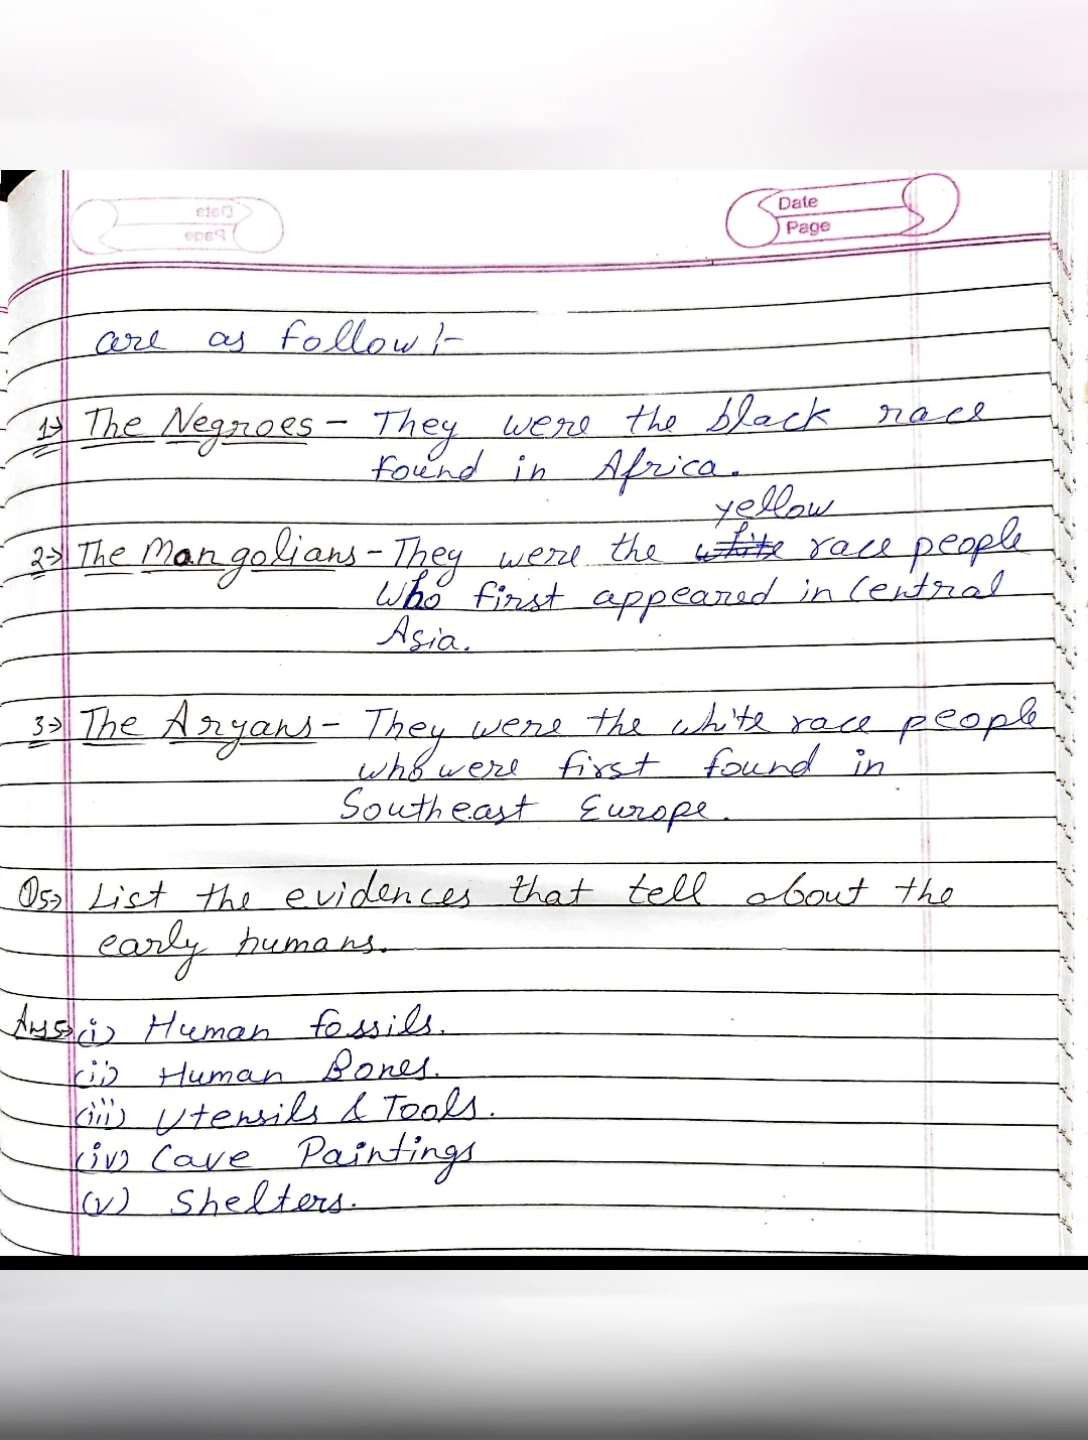 Date
Page
are as follow :-
1→ The Negroes - They were the black race
found in Africa.
yellow
2→ The Mongolians - They were the white race people
who first appeared in Central
Asia.
3→ The Aryans - They were the white race people
who were first found in
Southeast Europe.
Q5→ List the evidences that tell about the
early humans.
Ans5→ (i) Human fossils.
(ii) Human Bones.
(iii) Utensils & Tools.
(iv) Cave Paintings
(v) Shelters.